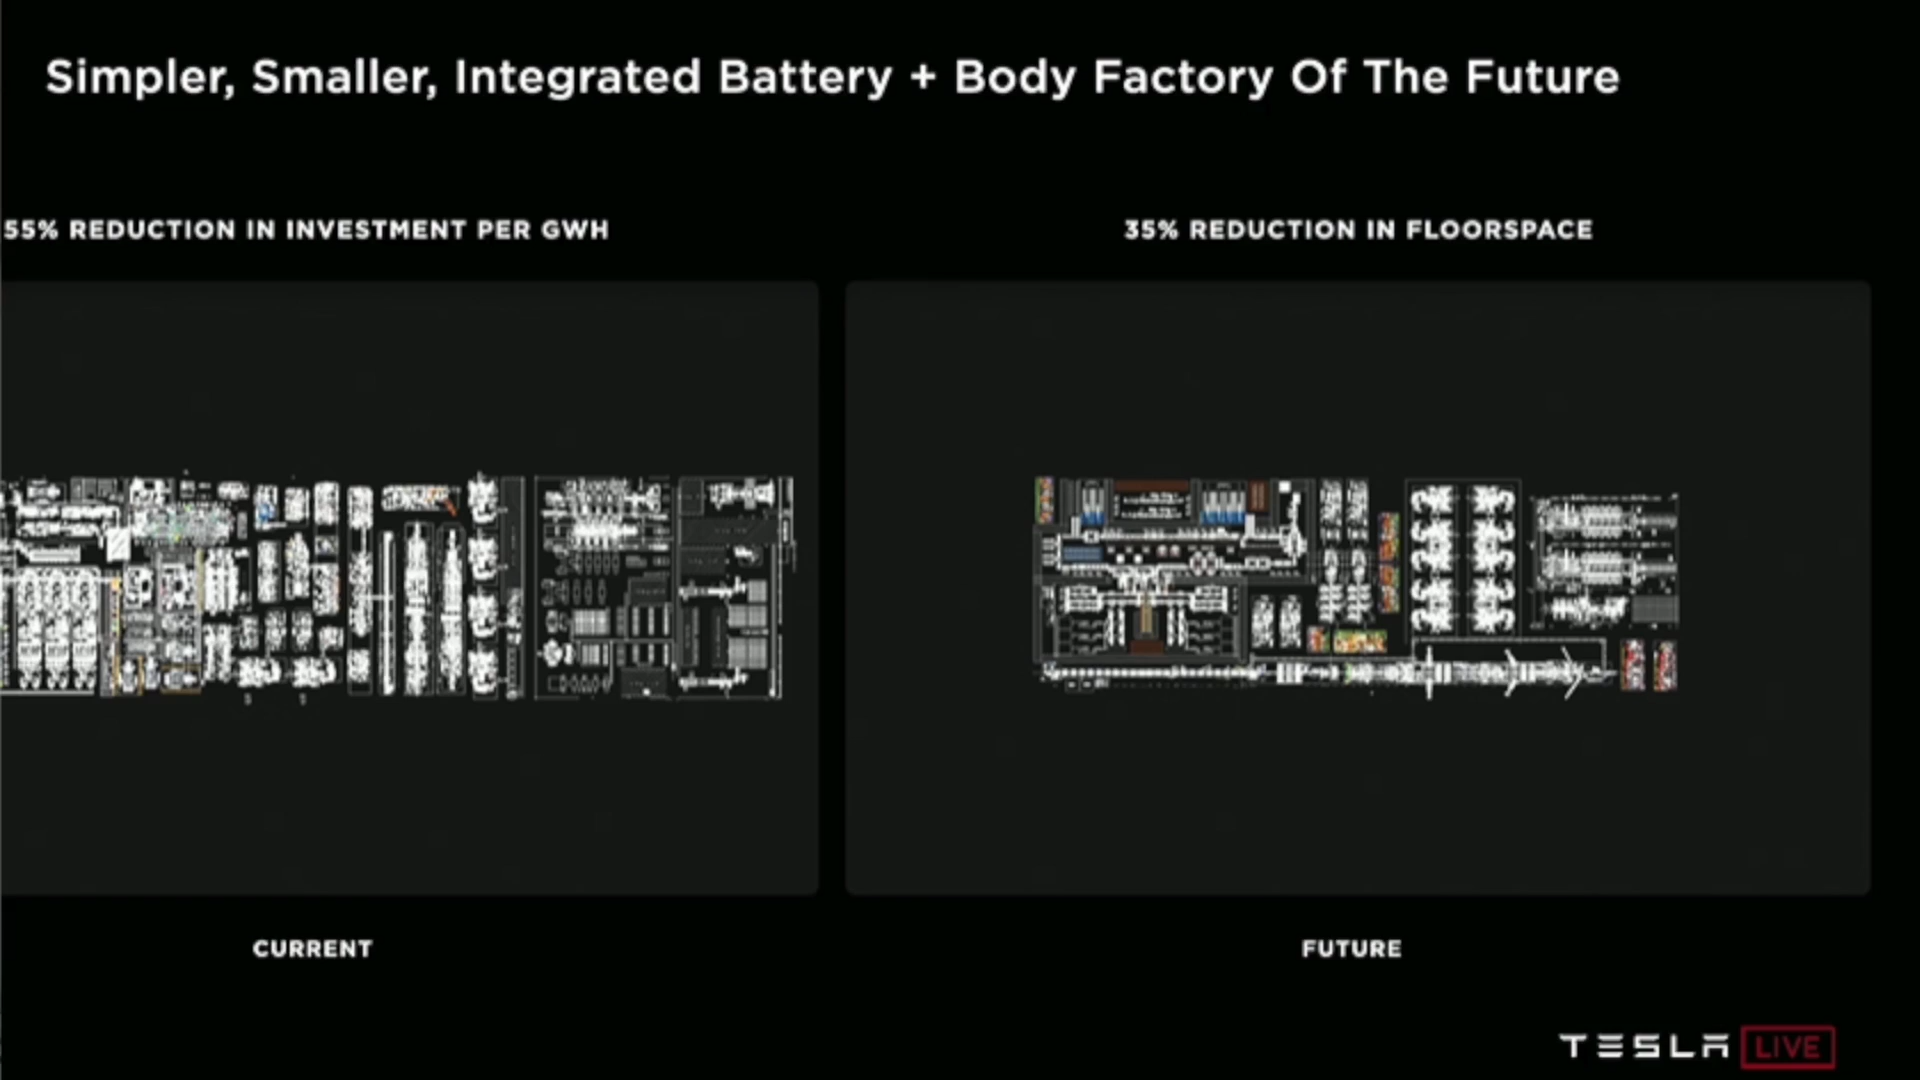 Simpler, Smaller, Integrated Battery + Body Factory Of The Future
55% REDUCTION IN INVESTMENT PER GWH
35% REDUCTION IN FLOORSPACE
CURRENT
FUTURE
TESLA LIVE